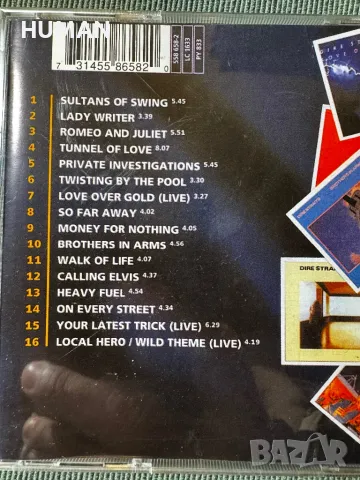 HUMAN
7 31455 86582 0
558 658-2
LC 1633
PY 833
1 SULTANS OF SWING 5.45
2 LADY WRITER 3.39
3 ROMEO AND JULIET 5.51
4 TUNNEL OF LOVE 8.07
5 PRIVATE INVESTIGATIONS 5.45
6 TWISTING BY THE POOL 3.30
7 LOVE OVER GOLD (LIVE) 3.27
8 SO FAR AWAY 4.02
9 MONEY FOR NOTHING 4.05
10 BROTHERS IN ARMS 4.56
11 WALK OF LIFE 4.07
12 CALLING ELVIS 4.37
13 HEAVY FUEL 4.54
14 ON EVERY STREET 4.34
15 YOUR LATEST TRICK (LIVE) 6.29
16 LOCAL HERO / WILD THEME (LIVE) 4.19
DIRE STRA
BAZAR